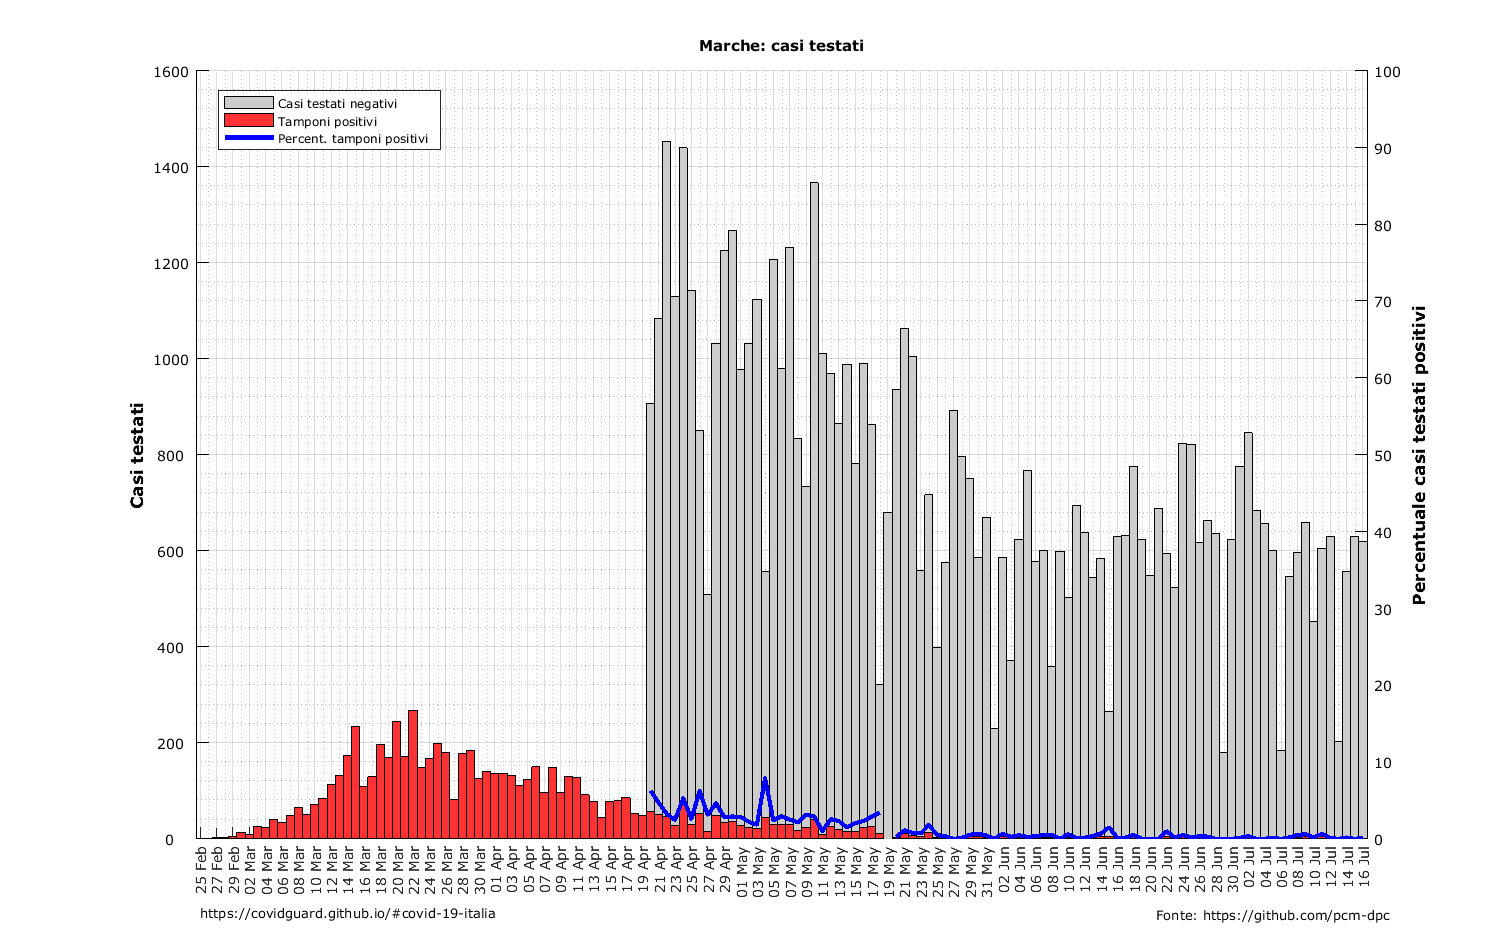 Marche: casi testati
1600
1400
1200
1000
800
600
400
200
0
Casi testati
Casi testati negativi
Tamponi positivi
Percent. tamponi positivi
100
90
80
70
60
50
40
30
20
10
0
Percentuale casi testati positivi
25 Feb
27 Feb
29 Feb
02 Mar
04 Mar
06 Mar
08 Mar
10 Mar
12 Mar
14 Mar
16 Mar
18 Mar
20 Mar
22 Mar
24 Mar
26 Mar
28 Mar
30 Mar
01 Apr
03 Apr
05 Apr
07 Apr
09 Apr
11 Apr
13 Apr
15 Apr
17 Apr
19 Apr
21 Apr
23 Apr
25 Apr
27 Apr
29 Apr
01 May
03 May
05 May
07 May
09 May
11 May
13 May
15 May
17 May
19 May
21 May
23 May
25 May
27 May
29 May
31 May
02 Jun
04 Jun
06 Jun
08 Jun
10 Jun
12 Jun
14 Jun
16 Jun
18 Jun
20 Jun
22 Jun
24 Jun
26 Jun
28 Jun
30 Jun
02 Jul
04 Jul
06 Jul
08 Jul
10 Jul
12 Jul
14 Jul
16 Jul
https://covidguard.github.io/#covid-19-italia
Fonte: https://github.com/pcm-dpc